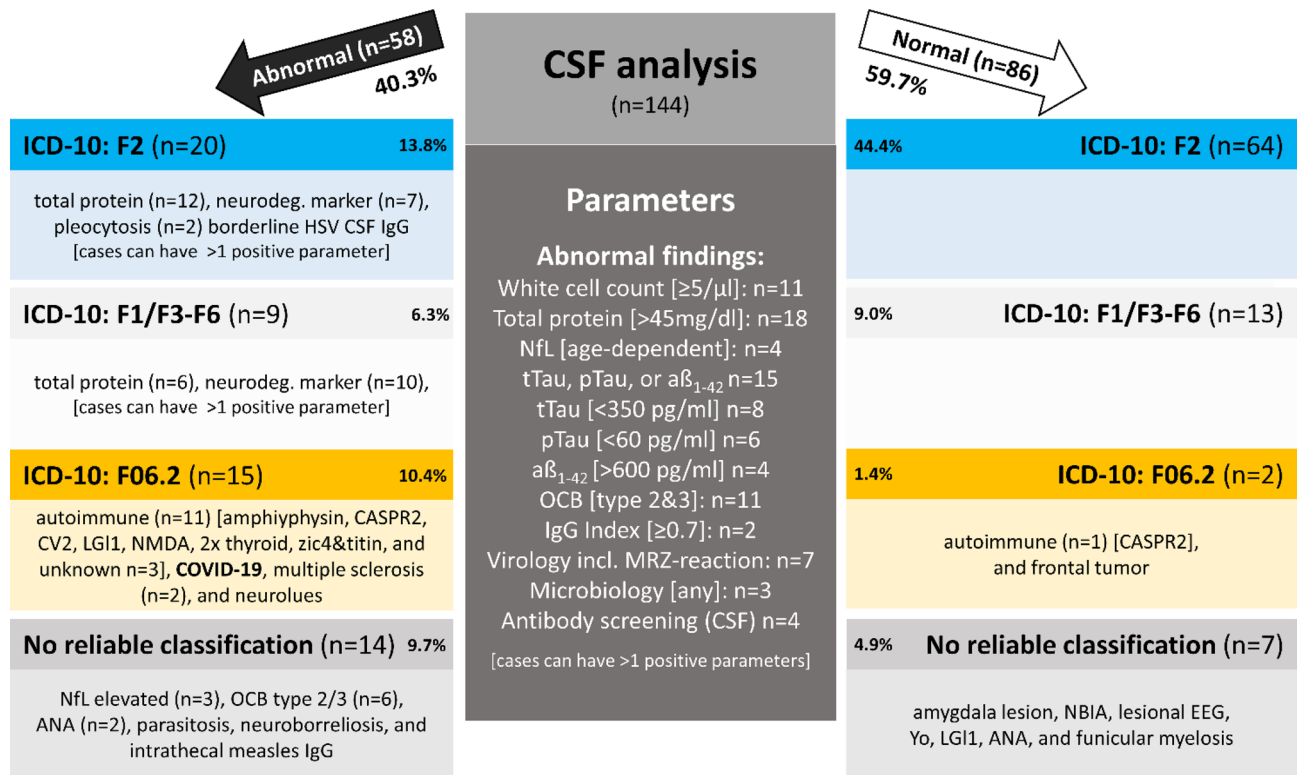 Abnormal (n=58)
40.3%
ICD-10: F2 (n=20) 13.8%
total protein (n=12), neurodeg. marker (n=7),
pleocytosis (n=2) borderline HSV CSF IgG
[cases can have >1 positive parameter]
ICD-10: F1/F3-F6 (n=9) 6.3%
total protein (n=6), neurodeg. marker (n=10),
[cases can have >1 positive parameter]
ICD-10: F06.2 (n=15) 10.4%
autoimmune (n=11) [amphiyphysin, CASPR2,
CV2, LGl1, NMDA, 2x thyroid, zic4&titin, and
unknown n=3], COVID-19, multiple sclerosis
(n=2), and neurolues
No reliable classification (n=14) 9.7%
NfL elevated (n=3), OCB type 2/3 (n=6),
ANA (n=2), parasitosis, neuroborreliosis, and
intrathecal measles IgG
CSF analysis
(n=144)
Parameters
Abnormal findings:
White cell count [≥5/µl]: n=11
Total protein [>45mg/dl]: n=18
NfL [age-dependent]: n=4
tTau, pTau, or aß1-42 n=15
tTau [<350 pg/ml] n=8
pTau [<60 pg/ml] n=6
aß1-42 [>600 pg/ml] n=4
OCB [type 2&3]: n=11
IgG Index [≥0.7]: n=2
Virology incl. MRZ-reaction: n=7
Microbiology [any]: n=3
Antibody screening (CSF) n=4
[cases can have >1 positive parameters]
Normal (n=86)
59.7%
44.4% ICD-10: F2 (n=64)
9.0% ICD-10: F1/F3-F6 (n=13)
1.4% ICD-10: F06.2 (n=2)
autoimmune (n=1) [CASPR2],
and frontal tumor
4.9% No reliable classification (n=7)
amygdala lesion, NBIA, lesional EEG,
Yo, LGl1, ANA, and funicular myelosis